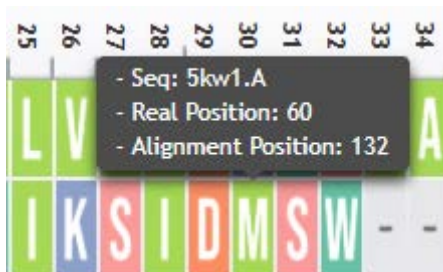 25 26 27 28 29 30 31 32 33 34
- Seq: 5kw1.A
- Real Position: 60
- Alignment Position: 132
L V A
I K S I D M S W - -